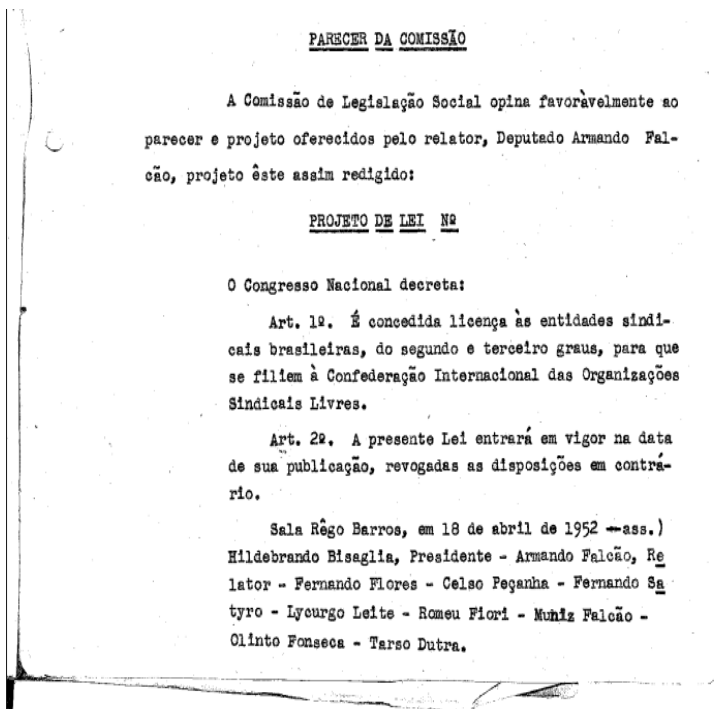 PARECER DA COMISSÃO
A Comissão de Legislação Social opina favoràvelmente ao
parecer e projeto oferecidos pelo relator, Deputado Armando Fal-
cão, projeto êste assim redigido:
PROJETO DE LEI Nº
O Congresso Nacional decreta:
Art. 1º. É concedida licença às entidades sindi-
cais brasileiras, do segundo e terceiro graus, para que
se filiem à Confederação Internacional das Organizações
Sindicais Livres.
Art. 2º. A presente Lei entrará em vigor na data
de sua publicação, revogadas as disposições em contrá-
rio.
Sala Rêgo Barros, em 18 de abril de 1952 —ass.)
Hildebrando Bisaglia, Presidente - Armando Falcão, Re
lator - Fernando Flores - Celso Peçanha - Fernando Sa
tyro - Lycurgo Leite - Romeu Fiori - Muniz Falcão -
Olinto Fonseca - Tarso Dutra.